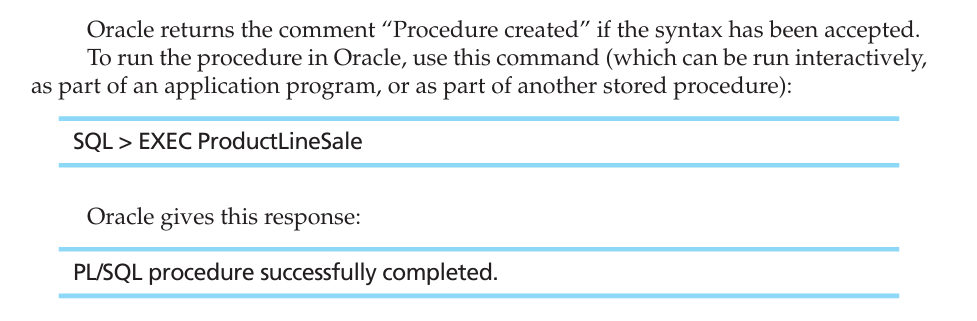 Oracle returns the comment “Procedure created” if the syntax has been accepted.
To run the procedure in Oracle, use this command (which can be run interactively,
as part of an application program, or as part of another stored procedure):
SQL > EXEC ProductLineSale
Oracle gives this response:
PL/SQL procedure successfully completed.